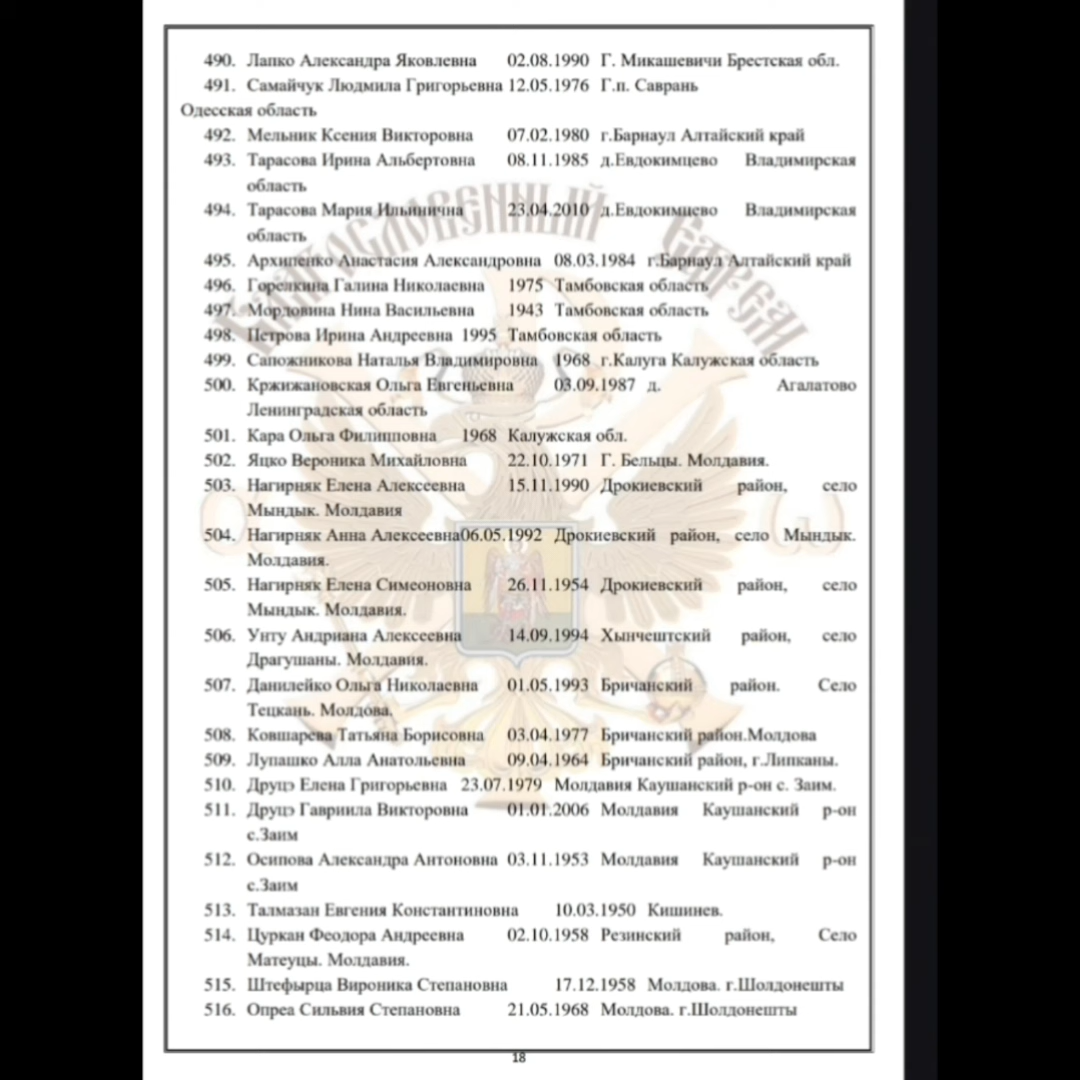 490. Лапко Александра Яковлевна 02.08.1990 Г. Микашевичи Брестская обл.
491. Самайчук Людмила Григорьевна 12.05.1976 Г.п. Саврань
Одесская область
492. Мельник Ксения Викторовна 07.02.1980 г.Барнаул Алтайский край
493. Тарасова Ирина Альбертовна 08.11.1985 д.Евдокимцево Владимирская
область
494. Тарасова Мария Ильинична 23.04.2010 д.Евдокимцево Владимирская
область
495. Архипенко Анастасия Александровна 08.03.1984 г.Барнаул Алтайский край
496. Горелкина Галина Николаевна 1975 Тамбовская область
497. Мордовина Нина Васильевна 1943 Тамбовская область
498. Петрова Ирина Андреевна 1995 Тамбовская область
499. Сапожникова Наталья Владимировна 1968 г.Калуга Калужская область
500. Кржижановская Ольга Евгеньевна 03.09.1987 д. Агалатово
Ленинградская область
501. Кара Ольга Филипповна 1968 Калужская обл.
502. Яцко Вероника Михайловна 22.10.1971 Г. Бельцы. Молдавия.
503. Нагирняк Елена Алексеевна 15.11.1990 Дрокиевский район, село
Мындык. Молдавия
504. Нагирняк Анна Алексеевна06.05.1992 Дрокиевский район, село Мындык.
Молдавия.
505. Нагирняк Елена Симеоновна 26.11.1954 Дрокиевский район, село
Мындык. Молдавия.
506. Унту Андриана Алексеевна 14.09.1994 Хынчештский район, село
Драгушаны. Молдавия.
507. Данилейко Ольга Николаевна 01.05.1993 Бричанский район. Село
Тецкань. Молдова.
508. Ковшарева Татьяна Борисовна 03.04.1977 Бричанский район.Молдова
509. Лупашко Алла Анатольевна 09.04.1964 Бричанский район, г.Липканы.
510. Друцэ Елена Григорьевна 23.07.1979 Молдавия Каушанский р-он с. Заим.
511. Друцэ Гавриила Викторовна 01.01.2006 Молдавия Каушанский р-он
с.Заим
512. Осипова Александра Антоновна 03.11.1953 Молдавия Каушанский р-он
с.Заим
513. Талмазан Евгения Константиновна 10.03.1950 Кишинев.
514. Цуркан Феодора Андреевна 02.10.1958 Резинский район, Село
Матеуцы. Молдавия.
515. Штефырца Вироника Степановна 17.12.1958 Молдова. г.Шолдонешты
516. Опреа Сильвия Степановна 21.05.1968 Молдова. г.Шолдонешты
18